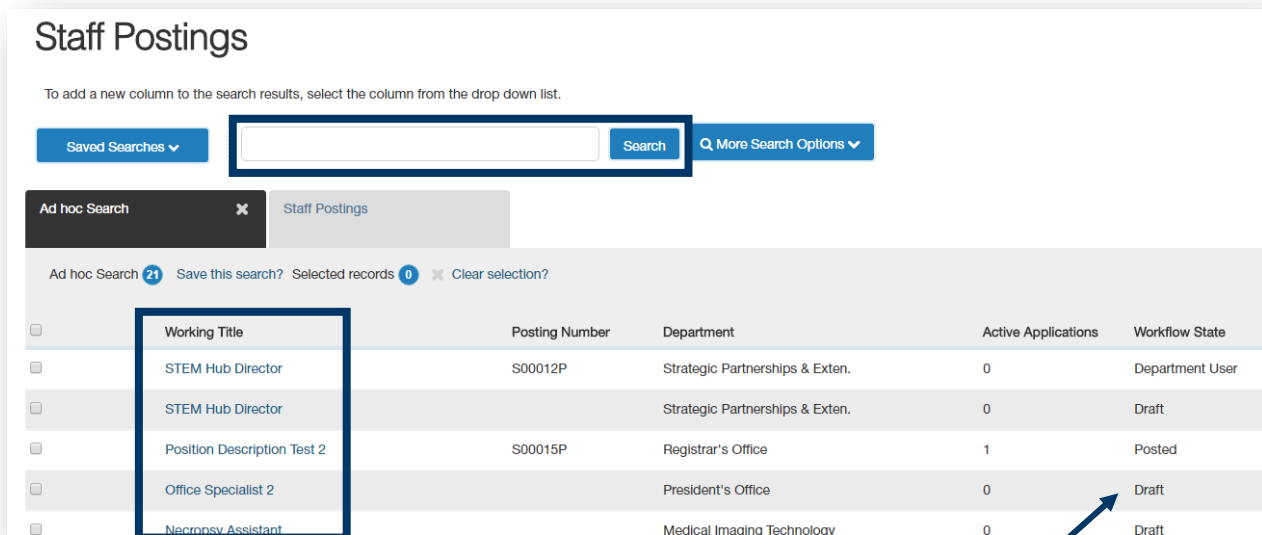 Staff Postings
To add a new column to the search results, select the column from the drop down list.
Saved Searches Search More Search Options
Ad hoc Search Staff Postings
Ad hoc Search 21 Save this search? Selected records 0 Clear selection?
Working Title Posting Number Department Active Applications Workflow State
STEM Hub Director S00012P Strategic Partnerships & Exten. 0 Department User
STEM Hub Director Strategic Partnerships & Exten. 0 Draft
Position Description Test 2 S00015P Registrar's Office 1 Posted
Office Specialist 2 President's Office 0 Draft
Necropsy Assistant Medical Imaging Technology 0 Draft